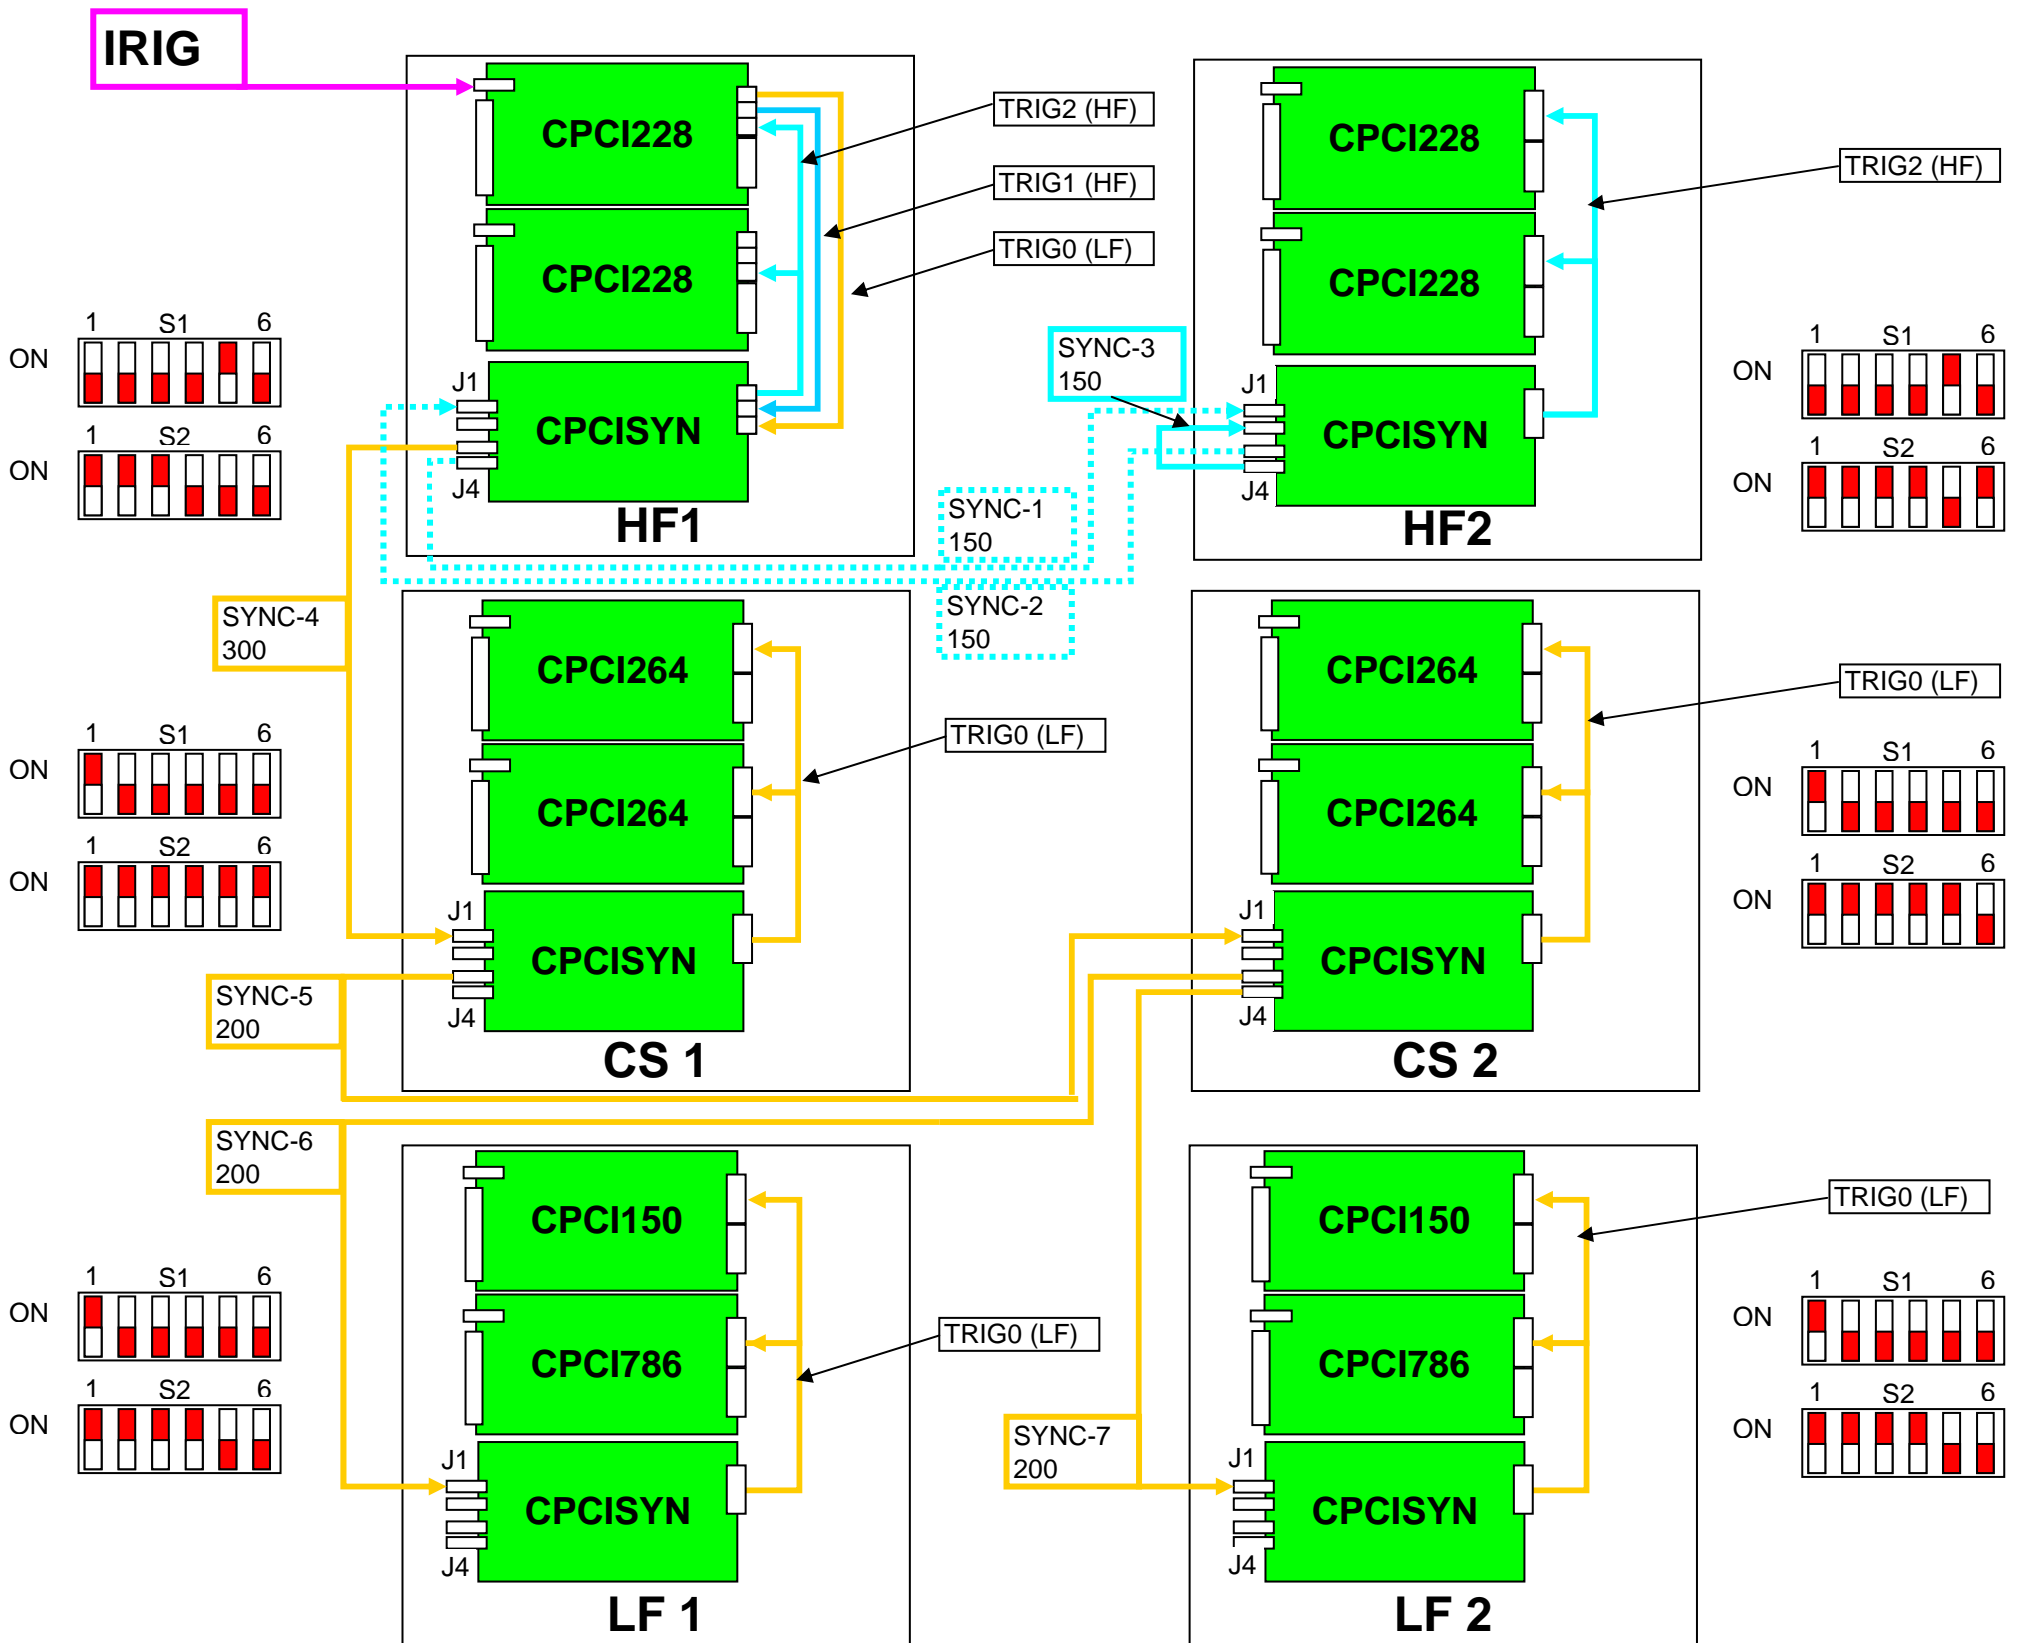 IRIG
CPCI228
CPCI228
CPCISYN
J1
J4
HF1
TRIG2 (HF)
TRIG1 (HF)
TRIG0 (LF)
1 S1 6
ON
1 S2 6
ON
SYNC-3
150
CPCI228
CPCI228
CPCISYN
J1
J4
HF2
TRIG2 (HF)
1 S1 6
ON
1 S2 6
ON
SYNC-1
150
SYNC-2
150
SYNC-4
300
CPCI264
CPCI264
CPCISYN
J1
J4
CS 1
TRIG0 (LF)
1 S1 6
ON
1 S2 6
ON
SYNC-5
200
CPCI264
CPCI264
CPCISYN
J1
J4
CS 2
TRIG0 (LF)
1 S1 6
ON
1 S2 6
ON
SYNC-6
200
CPCI150
CPCI786
CPCISYN
J1
J4
LF 1
TRIG0 (LF)
1 S1 6
ON
1 S2 6
ON
SYNC-7
200
CPCI150
CPCI786
CPCISYN
J1
J4
LF 2
TRIG0 (LF)
1 S1 6
ON
1 S2 6
ON